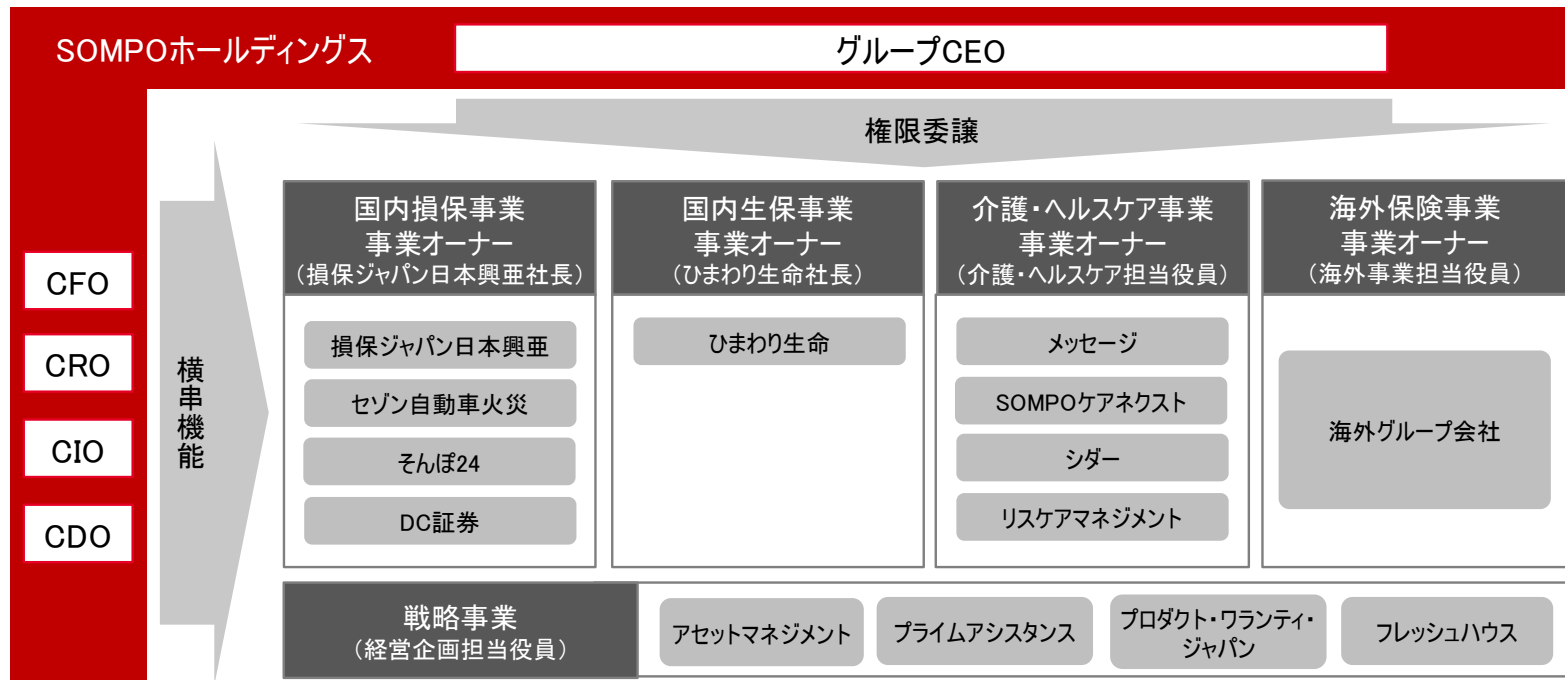 SOMPOホールディングス
グループCEO
権限委譲
CFO
CRO
CIO
CDO
横串機能
国内損保事業
事業オーナー
（損保ジャパン日本興亜社長）
損保ジャパン日本興亜
セゾン自動車火災
そんぽ24
DC証券
国内生保事業
事業オーナー
（ひまわり生命社長）
ひまわり生命
介護・ヘルスケア事業
事業オーナー
（介護・ヘルスケア担当役員）
メッセージ
SOMPOケアネクスト
シダー
リスケアマネジメント
海外保険事業
事業オーナー
（海外事業担当役員）
海外グループ会社
戦略事業
（経営企画担当役員）
アセットマネジメント
プライムアシスタンス
プロダクト・ワランティ・
ジャパン
フレッシュハウス